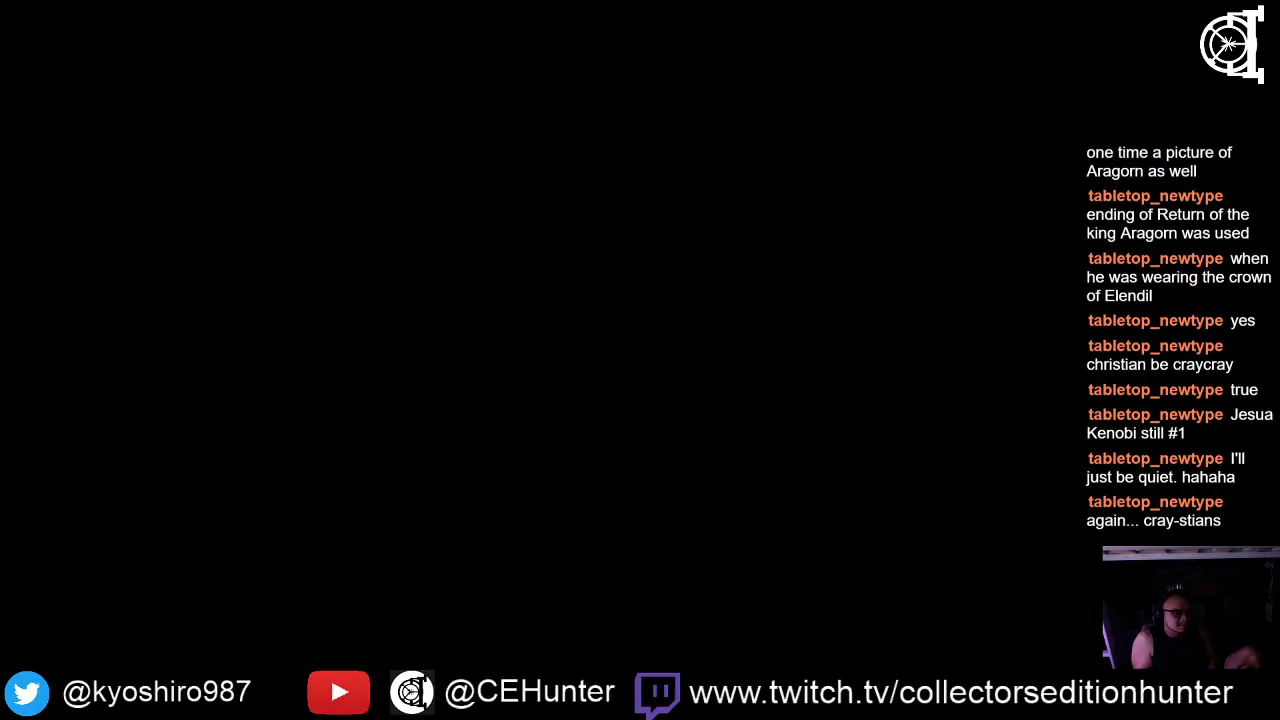 one time a picture of
Aragorn as well
tabletop_newtype
ending of Return of the
king Aragorn was used
tabletop_newtype when
he was wearing the crown
of Elendil
tabletop_newtype yes
tabletop_newtype
christian be craycray
tabletop_newtype true
tabletop_newtype Jesua
Kenobi still #1
tabletop_newtype I'll
just be quiet. hahaha
tabletop_newtype
again... cray-stians
@kyoshiro987 @CEHunter www.twitch.tv/collectorseditionhunter